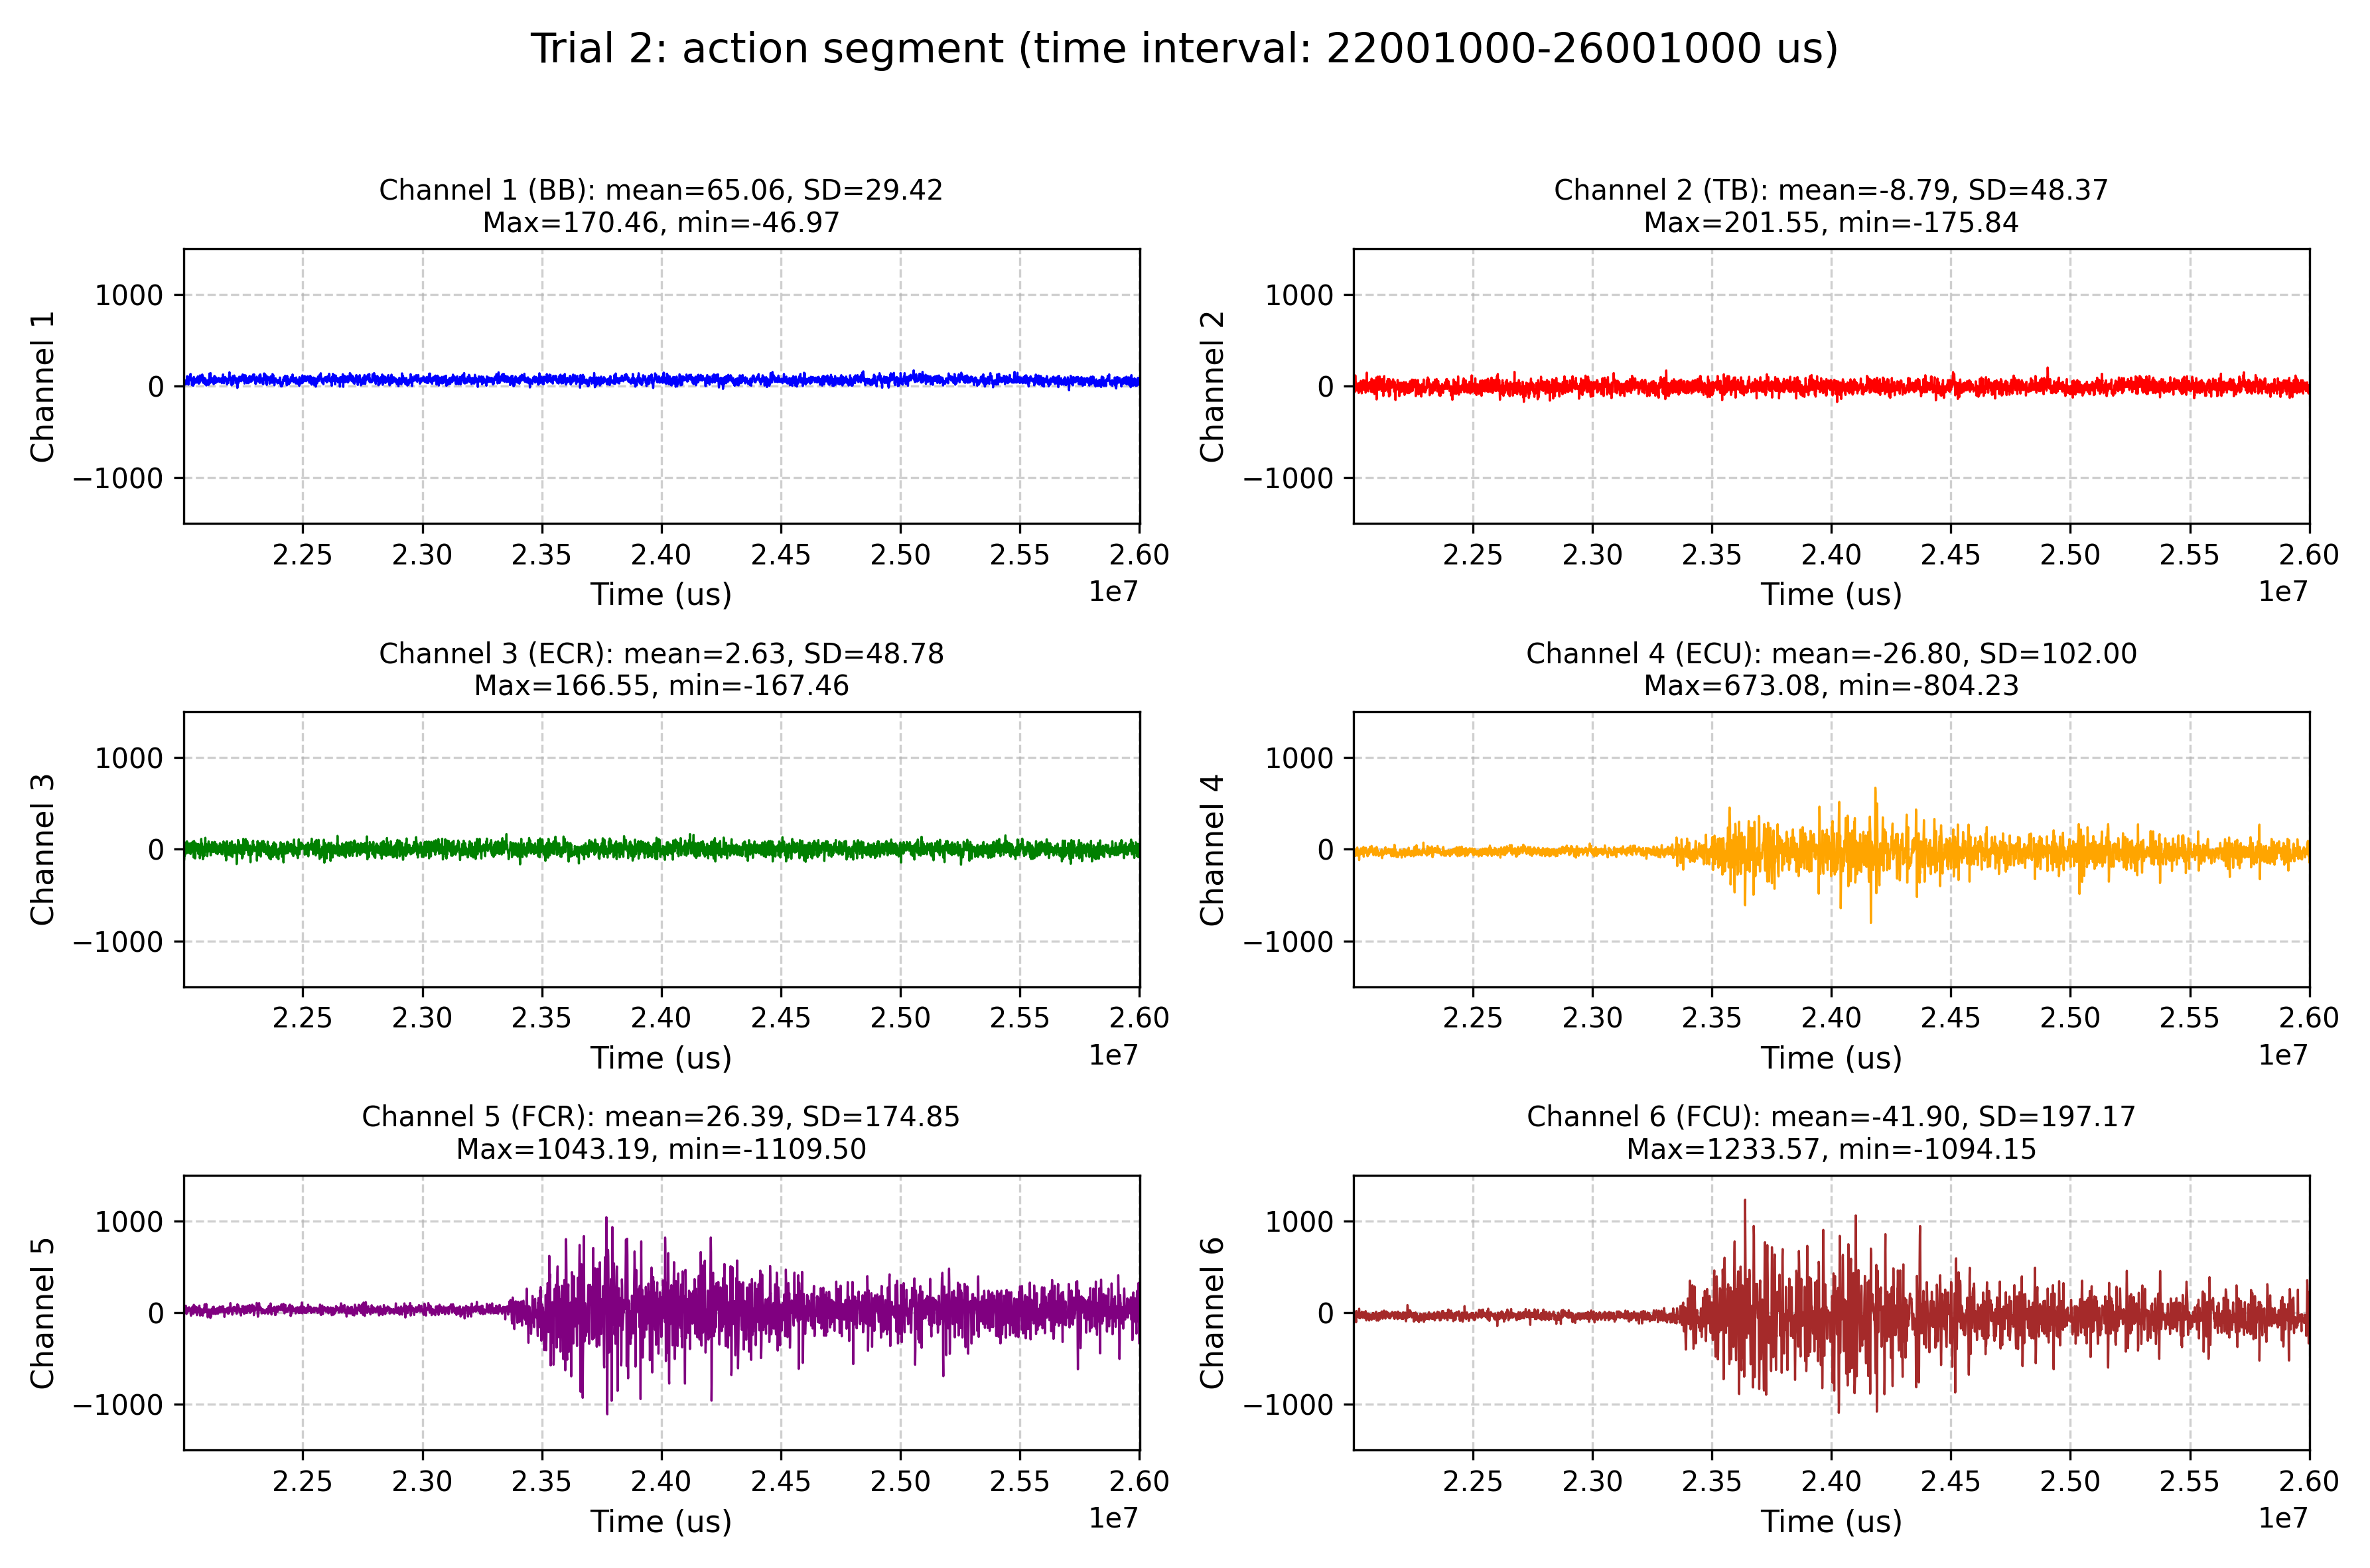 Trial 2: action segment (time interval: 22001000-26001000 us)
Channel 1 (BB): mean=65.06, SD=29.42
Max=170.46, min=-46.97
Channel 1
1000
0
−1000
2.25 2.30 2.35 2.40 2.45 2.50 2.55 2.60
1e7
Time (us)
Channel 2 (TB): mean=-8.79, SD=48.37
Max=201.55, min=-175.84
Channel 2
1000
0
−1000
2.25 2.30 2.35 2.40 2.45 2.50 2.55 2.60
1e7
Time (us)
Channel 3 (ECR): mean=2.63, SD=48.78
Max=166.55, min=-167.46
Channel 3
1000
0
−1000
2.25 2.30 2.35 2.40 2.45 2.50 2.55 2.60
1e7
Time (us)
Channel 4 (ECU): mean=-26.80, SD=102.00
Max=673.08, min=-804.23
Channel 4
1000
0
−1000
2.25 2.30 2.35 2.40 2.45 2.50 2.55 2.60
1e7
Time (us)
Channel 5 (FCR): mean=26.39, SD=174.85
Max=1043.19, min=-1109.50
Channel 5
1000
0
−1000
2.25 2.30 2.35 2.40 2.45 2.50 2.55 2.60
1e7
Time (us)
Channel 6 (FCU): mean=-41.90, SD=197.17
Max=1233.57, min=-1094.15
Channel 6
1000
0
−1000
2.25 2.30 2.35 2.40 2.45 2.50 2.55 2.60
1e7
Time (us)